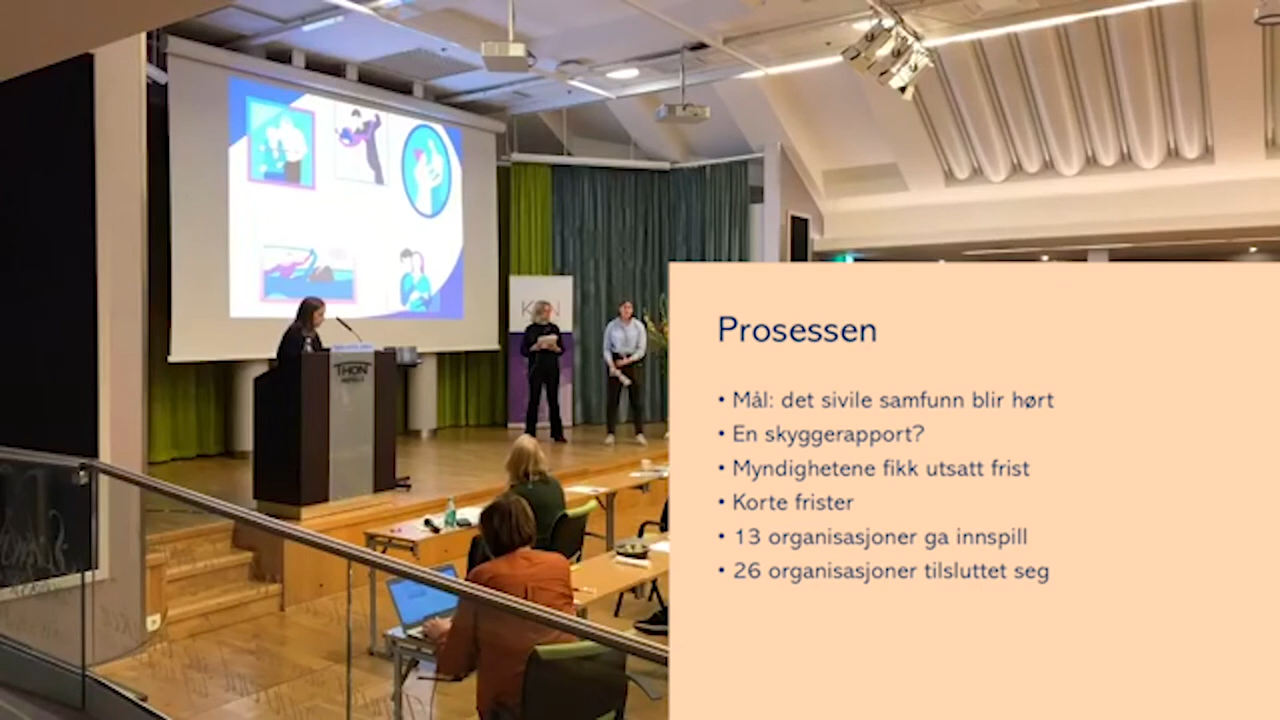 THON
HOTELS
Prosessen
• Mål: det sivile samfunn blir hørt
• En skyggerapport?
• Myndighetene fikk utsatt frist
• Korte frister
• 13 organisasjoner ga innspill
• 26 organisasjoner tilsluttet seg